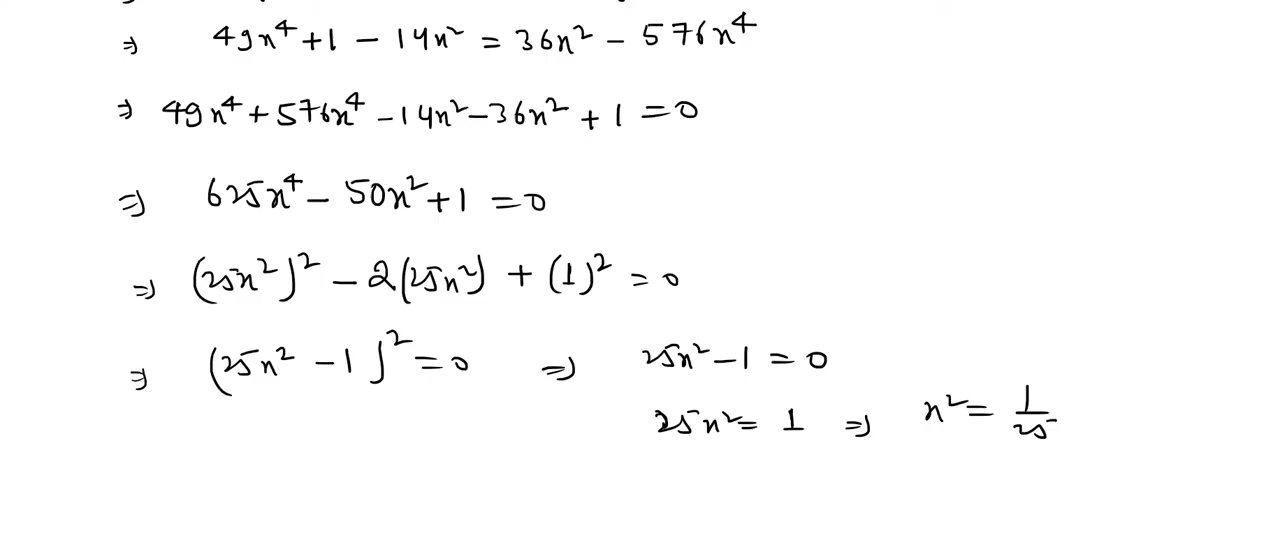 ⇒ 49x⁴ + 1 − 14x² = 36x² − 576x⁴
⇒ 49x⁴ + 576x⁴ − 14x² − 36x² + 1 = 0
⇒ 625x⁴ − 50x² + 1 = 0
⇒ (25x²)² − 2(25x²) + (1)² = 0
⇒ (25x² − 1)² = 0 ⇒ 25x² − 1 = 0
25x² = 1 ⇒ x² = 1/25